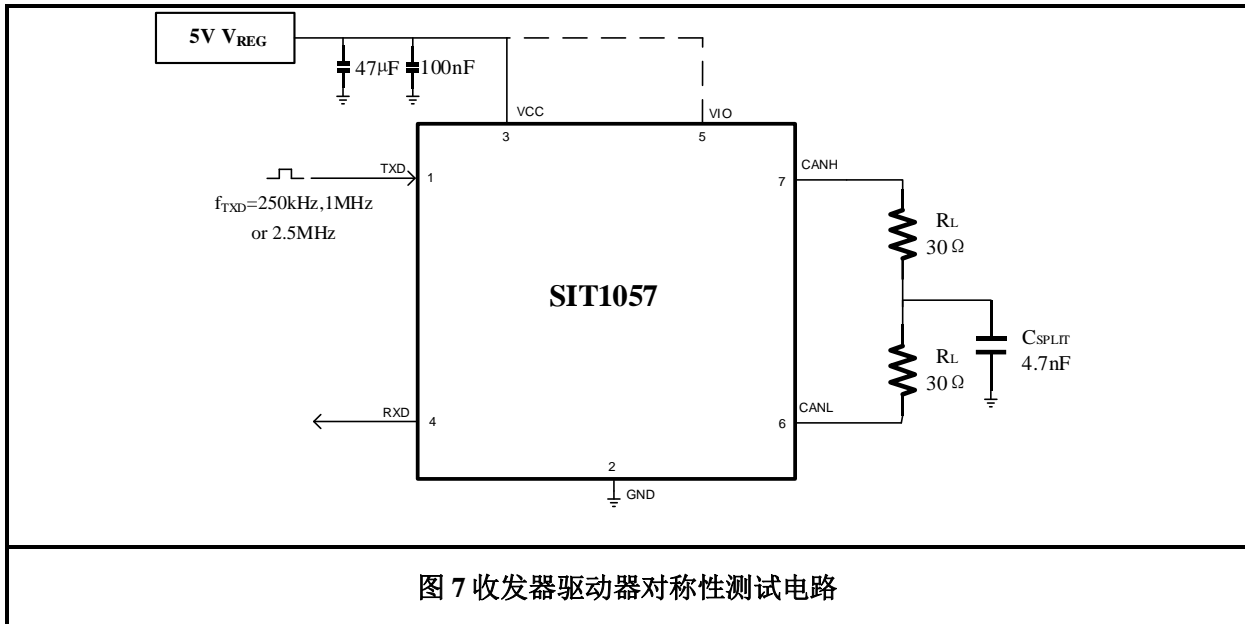 5V VREG
47μF
100nF
VCC
VIO
3
5
TXD
1
CANH
7
fTXD=250kHz,1MHz
or 2.5MHz
RL
30Ω
SIT1057
RL
30Ω
CSPLIT
4.7nF
RXD
4
CANL
6
2
GND
图 7 收发器驱动器对称性测试电路